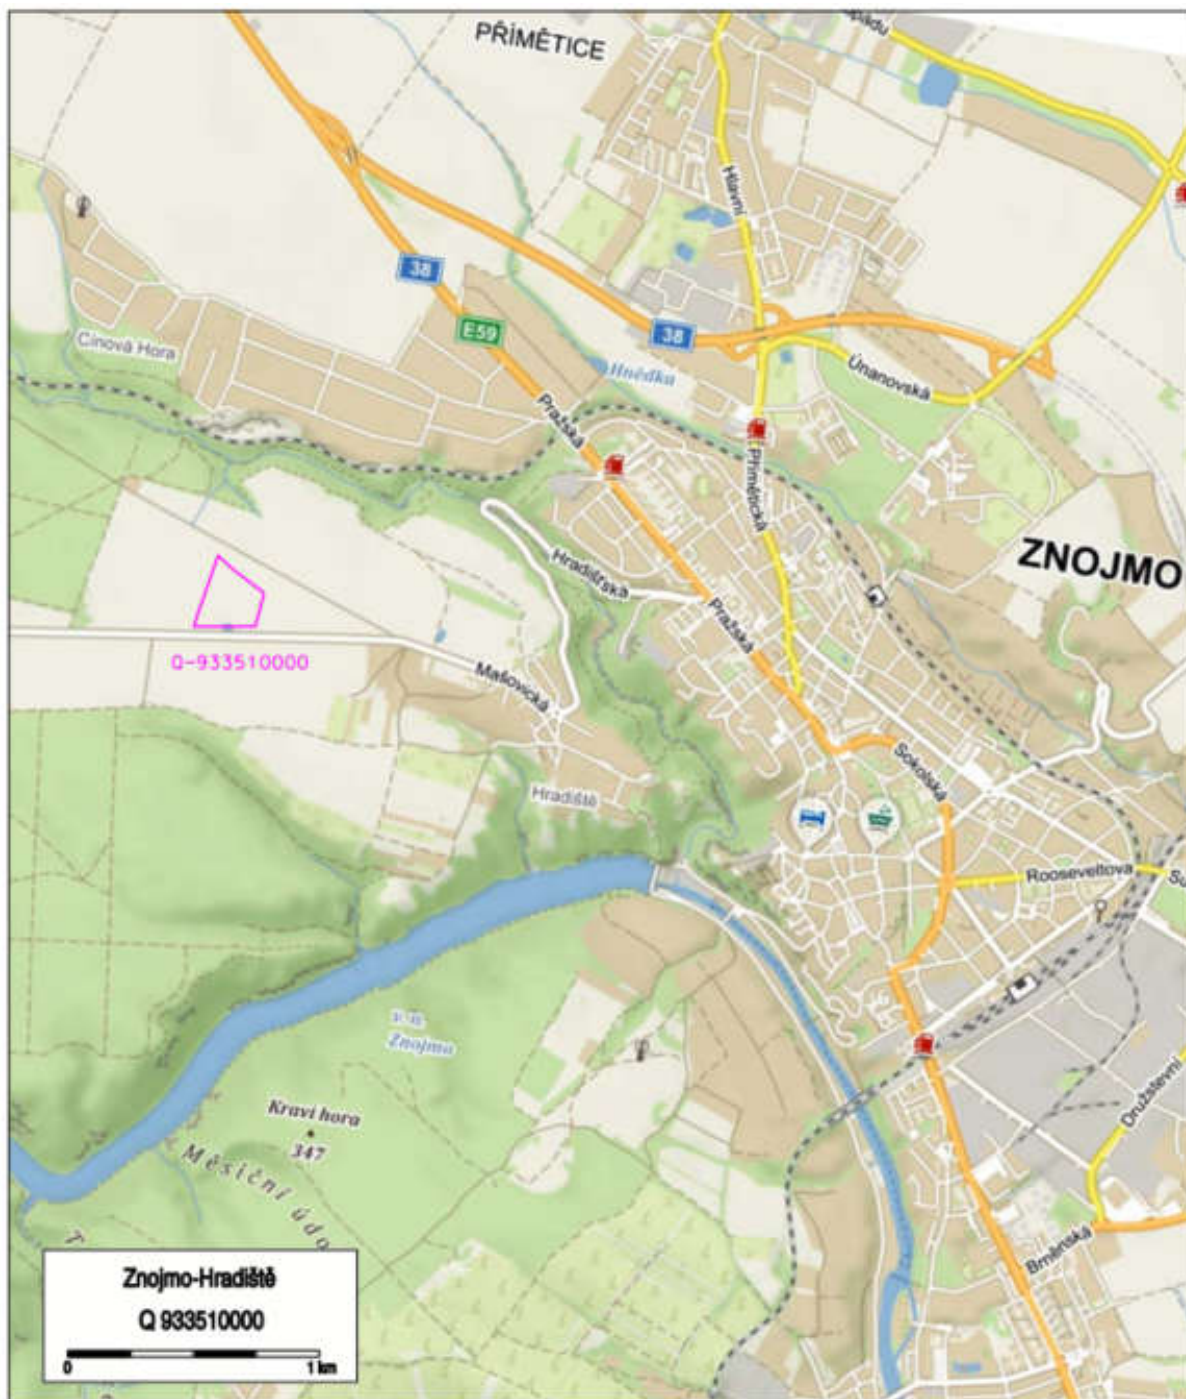 PŘÍMĚTICE
Hlavní
38
E59
38
Cínová Hora
Hnědka
Únanovská
Pražská
Přímětická
ZNOJMO
Hradišťská
Pražská
Q-933510000
Mašovická
Sokolská
Hradiště
Rooseveltova
v. n.
Znojmo
Kraví hora
347
Družstevní
Měsíční údo
Brněnská
Znojmo-Hradiště
Q 933510000
0 1 km